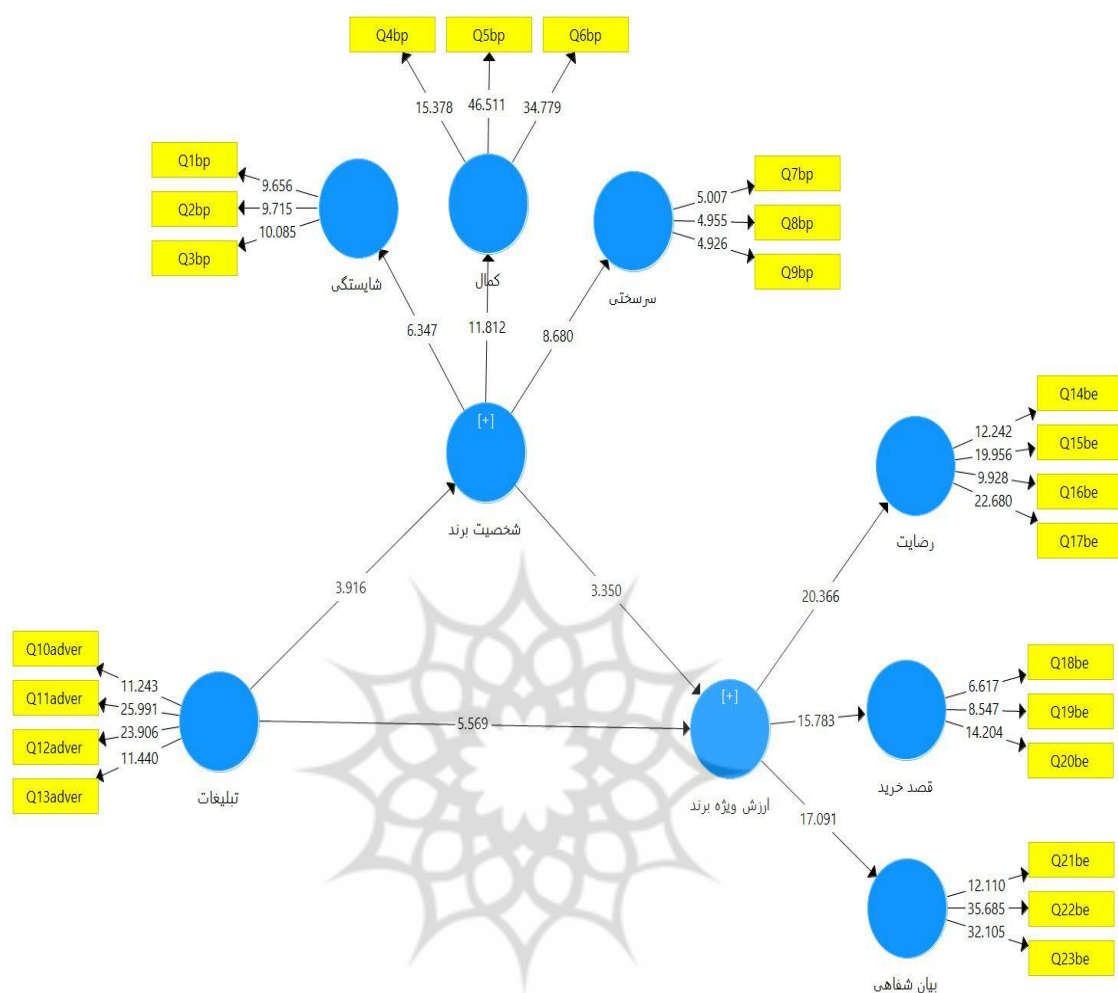 Q4bp
Q5bp
Q6bp
15.378
46.511
34.779
Q1bp
Q2bp
Q3bp
9.656
9.715
10.085
شایستگی
کمال
سرسختی
Q7bp
Q8bp
Q9bp
5.007
4.955
4.926
6.347
11.812
8.680
[+]
شخصیت برند
Q14be
Q15be
Q16be
Q17be
12.242
19.956
9.928
22.680
رضایت
3.916
3.350
20.366
Q10adver
Q11adver
Q12adver
Q13adver
11.243
25.991
23.906
11.440
تبلیغات
5.569
[+]
ارزش ویژه برند
15.783
Q18be
Q19be
Q20be
6.617
8.547
14.204
قصد خرید
17.091
Q21be
Q22be
Q23be
12.110
35.685
32.105
بیان شفاهی